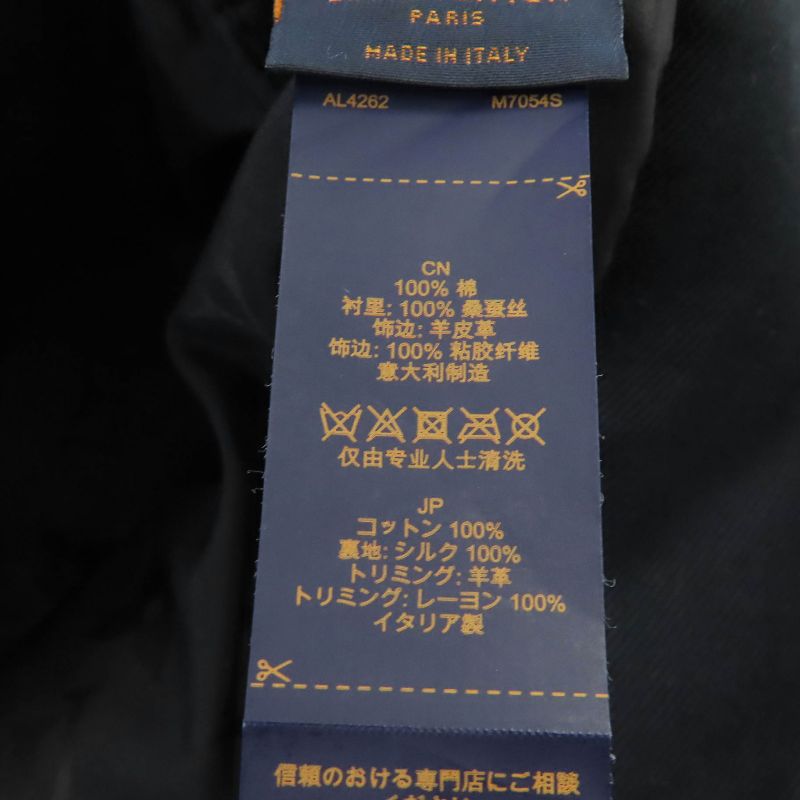 PARIS
MADE IN ITALY
AL4262 M7054S
CN
100% 棉
衬里: 100% 桑蚕丝
饰边: 羊皮革
饰边: 100% 粘胶纤维
意大利制造
仅由专业人士清洗
JP
コットン 100%
裏地: シルク 100%
トリミング: 羊革
トリミング: レーヨン 100%
イタリア製
信頼のおける専門店にご相談